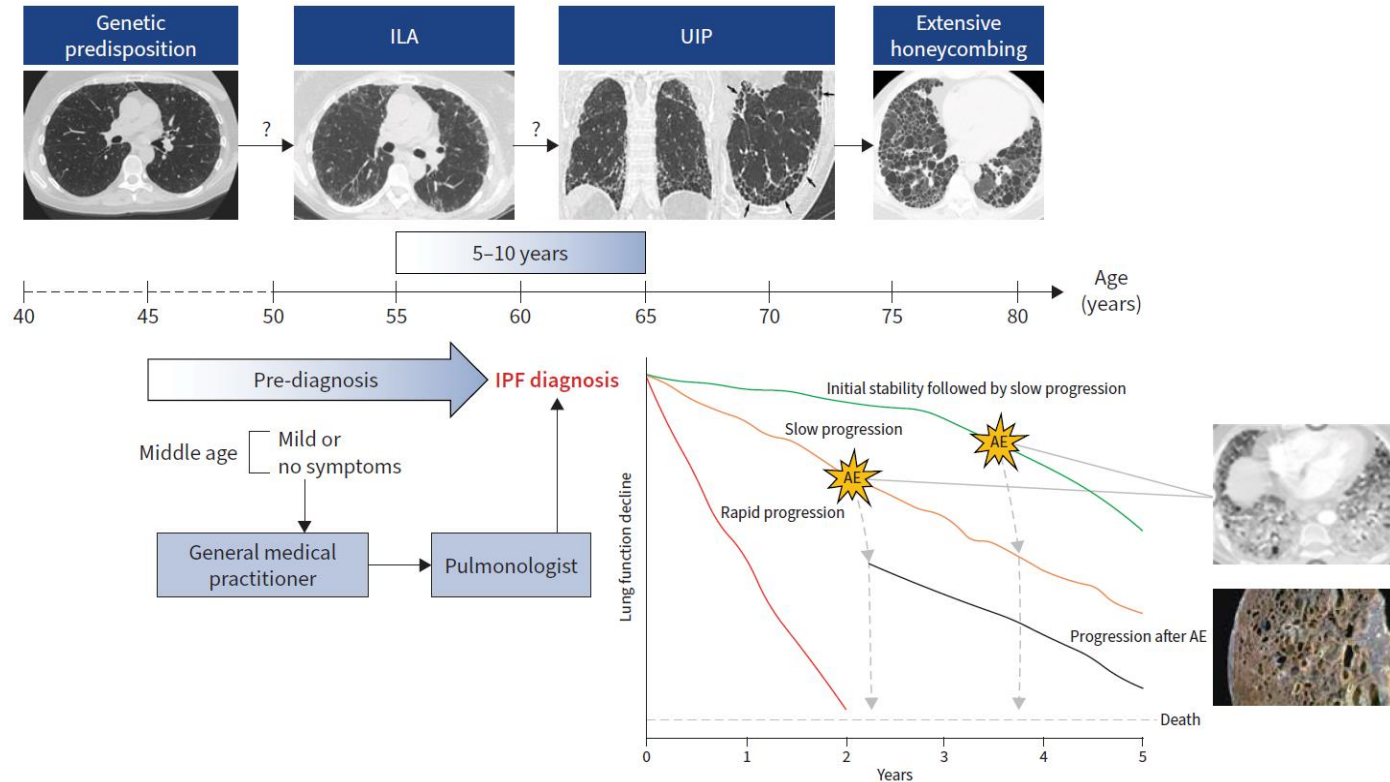 Genetic
predisposition
ILA
UIP
Extensive
honeycombing
?
?
5–10 years
40
45
50
55
60
65
70
75
80
Age
(years)
Pre-diagnosis
IPF diagnosis
Middle age
Mild or
no symptoms
General medical
practitioner
Pulmonologist
Lung function decline
Initial stability followed by slow progression
AE
Slow progression
AE
Rapid progression
Progression after AE
Death
0
1
2
3
4
5
Years